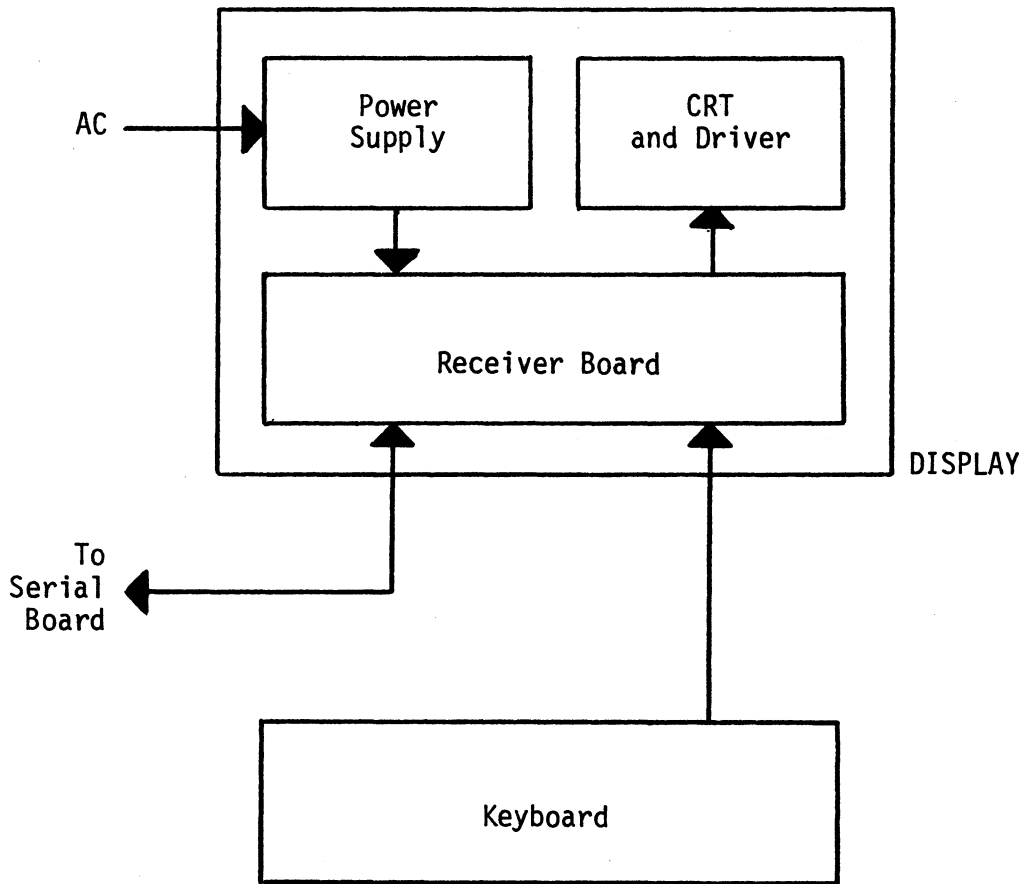 Power
Supply
CRT
and Driver
AC
Receiver Board
DISPLAY
To
Serial
Board
Keyboard